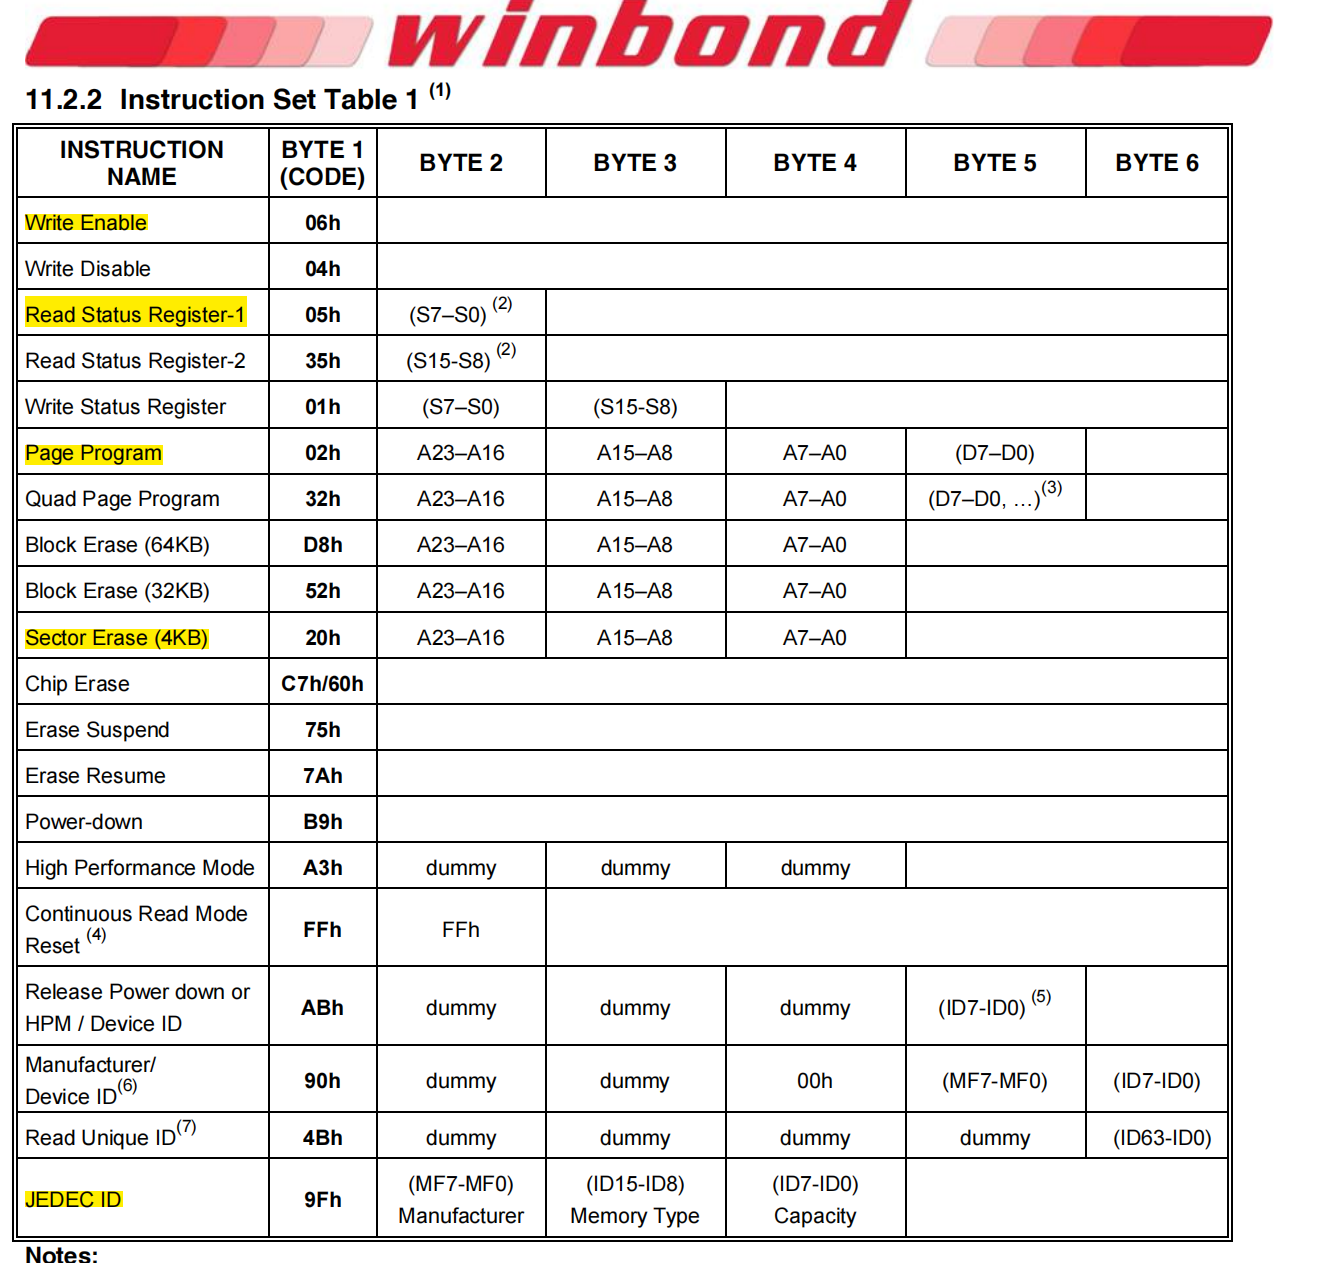 winbond
11.2.2 Instruction Set Table 1 (1)
INSTRUCTION NAME BYTE 1 (CODE) BYTE 2 BYTE 3 BYTE 4 BYTE 5 BYTE 6
Write Enable 06h
Write Disable 04h
Read Status Register-1 05h (S7–S0) (2)
Read Status Register-2 35h (S15-S8) (2)
Write Status Register 01h (S7–S0) (S15-S8)
Page Program 02h A23–A16 A15–A8 A7–A0 (D7–D0)
Quad Page Program 32h A23–A16 A15–A8 A7–A0 (D7–D0, …)(3)
Block Erase (64KB) D8h A23–A16 A15–A8 A7–A0
Block Erase (32KB) 52h A23–A16 A15–A8 A7–A0
Sector Erase (4KB) 20h A23–A16 A15–A8 A7–A0
Chip Erase C7h/60h
Erase Suspend 75h
Erase Resume 7Ah
Power-down B9h
High Performance Mode A3h dummy dummy dummy
Continuous Read Mode Reset (4) FFh FFh
Release Power down or HPM / Device ID ABh dummy dummy dummy (ID7-ID0) (5)
Manufacturer/ Device ID(6) 90h dummy dummy 00h (MF7-MF0) (ID7-ID0)
Read Unique ID(7) 4Bh dummy dummy dummy dummy (ID63-ID0)
JEDEC ID 9Fh (MF7-MF0) Manufacturer (ID15-ID8) Memory Type (ID7-ID0) Capacity
Notes: